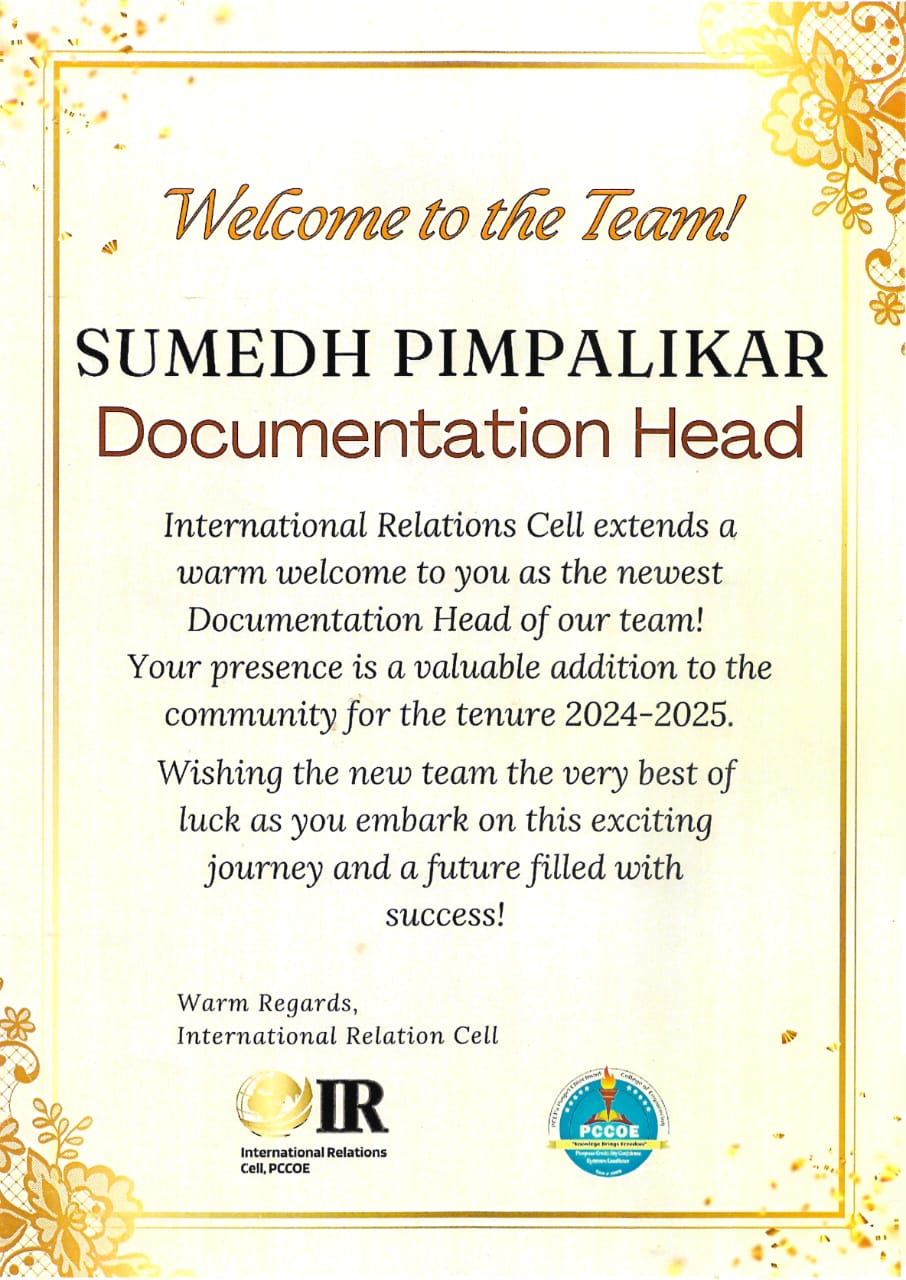 Welcome to the Team!
SUMEDH PIMPALIKAR
Documentation Head
International Relations Cell extends a
warm welcome to you as the newest
Documentation Head of our team!
Your presence is a valuable addition to the
community for the tenure 2024-2025.
Wishing the new team the very best of
luck as you embark on this exciting
journey and a future filled with
success!
Warm Regards,
International Relation Cell
IR
International Relations
Cell, PCCOE
College of Engineering
PCCOE
"Knowledge Brings Freedom"